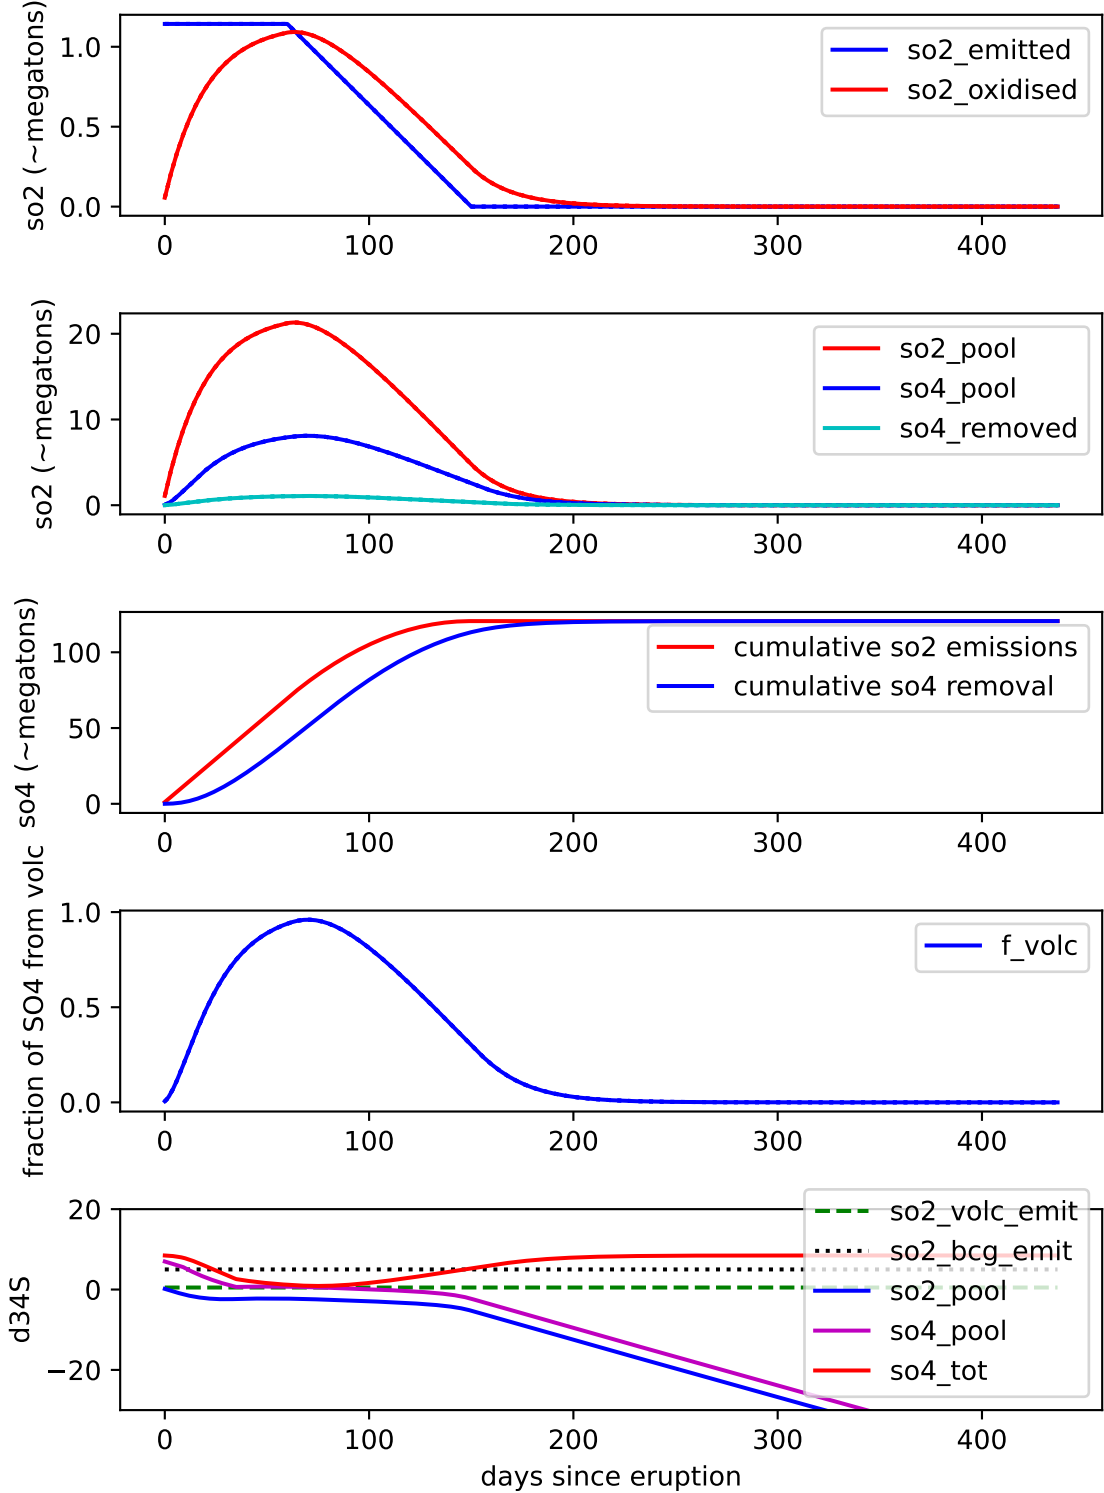 so2 (~megatons)
1.0
0.5
0.0
so2_emitted
so2_oxidised
0 100 200 300 400
so2 (~megatons)
20
10
0
so2_pool
so4_pool
so4_removed
0 100 200 300 400
so4 (~megatons)
100
50
0
cumulative so2 emissions
cumulative so4 removal
0 100 200 300 400
fraction of SO4 from volc
1.0
0.5
0.0
f_volc
0 100 200 300 400
d34S
20
0
−20
so2_volc_emit
so2_bcg_emit
so2_pool
so4_pool
so4_tot
0 100 200 300 400
days since eruption